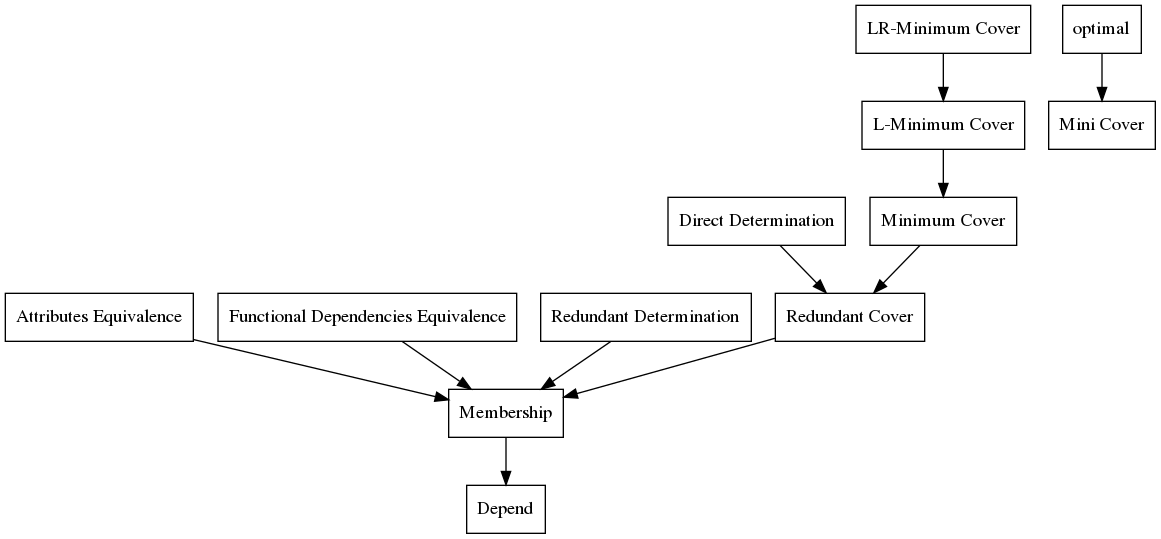 LR-Minimum Cover
optimal
L-Minimum Cover
Mini Cover
Direct Determination
Minimum Cover
Attributes Equivalence
Functional Dependencies Equivalence
Redundant Determination
Redundant Cover
Membership
Depend